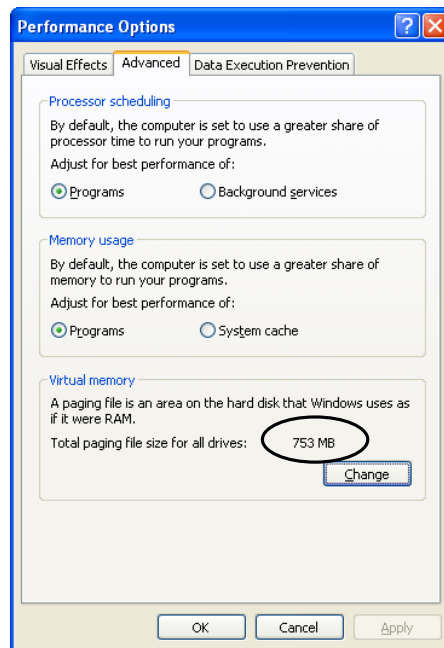 Performance Options
Visual Effects Advanced Data Execution Prevention
Processor scheduling
By default, the computer is set to use a greater share of
processor time to run your programs.
Adjust for best performance of:
Programs Background services
Memory usage
By default, the computer is set to use a greater share of
memory to run your programs.
Adjust for best performance of:
Programs System cache
Virtual memory
A paging file is an area on the hard disk that Windows uses as
if it were RAM.
Total paging file size for all drives: 753 MB
Change
OK Cancel Apply